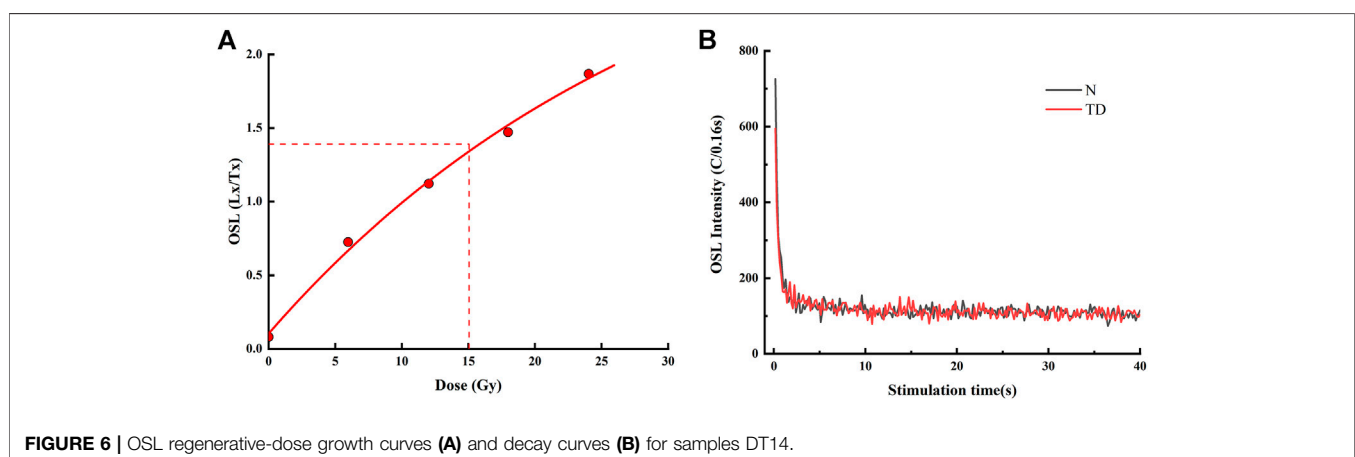 A
OSL (Lx/Tx)
2.0
1.5
1.0
0.5
0.0
0 5 10 15 20 25 30
Dose (Gy)
B
OSL Intensity (C/0.16s)
800
600
400
200
0
N
TD
0 10 20 30 40
Stimulation time(s)
FIGURE 6 | OSL regenerative-dose growth curves (A) and decay curves (B) for samples DT14.